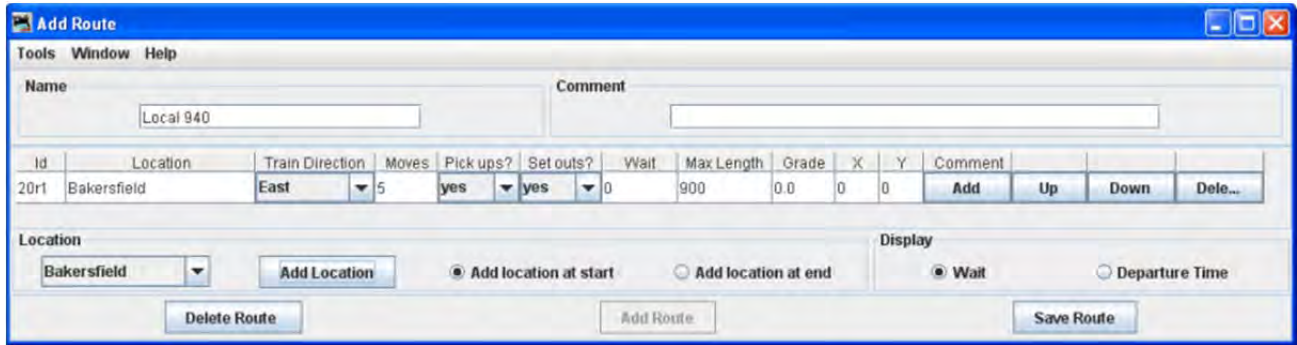 Add Route
Tools Window Help
Name Comment
Local 940
Id Location Train Direction Moves Pick ups? Set outs? Wait Max Length Grade X Y Comment
20r1 Bakersfield East 5 yes yes 0 900 0.0 0 0 Add Up Down Dele...
Location Display
Bakersfield Add Location Add location at start Add location at end Wait Departure Time
Delete Route Add Route Save Route